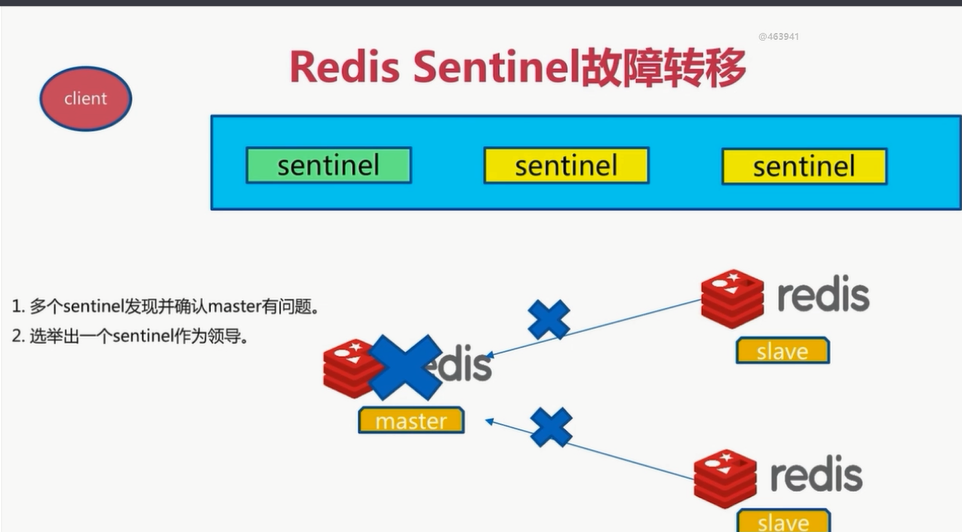 @463941
Redis Sentinel故障转移
client
sentinel
sentinel
sentinel
1. 多个sentinel发现并确认master有问题。
2. 选举出一个sentinel作为领导。
redis
slave
edis
master
redis
slave